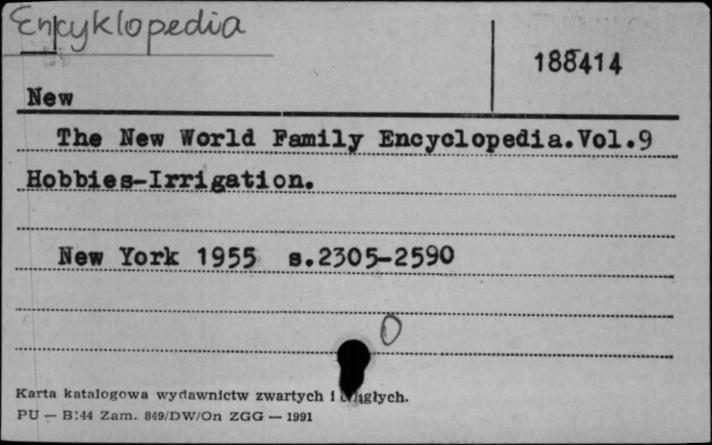 Encyklopedia
188414
New
The New World Family Encyclopedia.Vol.9
Hobbies-Irrigation.
New York 1955 s.2305-2590
0
Karta katalogowa wydawnictw zwartych i ciągłych.
PU — B:44 Zam. 849/DW/On ZGG — 1991